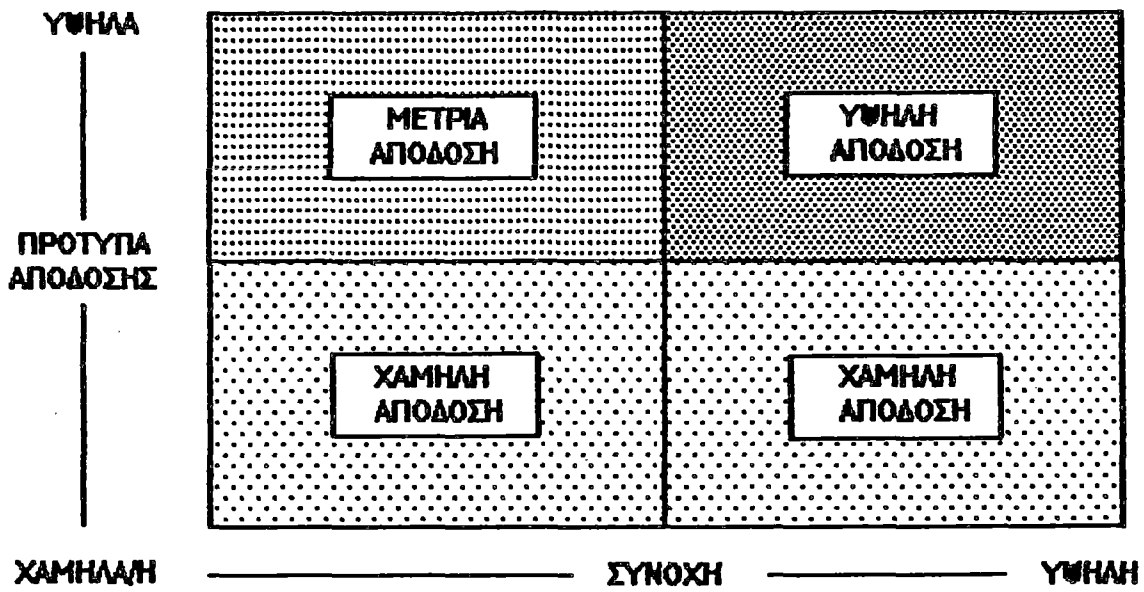 ΥΨΗΛΑ
ΜΕΤΡΙΑ
ΑΠΟΔΟΣΗ
ΥΨΗΛΗ
ΑΠΟΔΟΣΗ
ΠΡΟΤΥΠΑ
ΑΠΟΔΟΣΗΣ
ΧΑΜΗΛΗ
ΑΠΟΔΟΣΗ
ΧΑΜΗΛΗ
ΑΠΟΔΟΣΗ
ΧΑΜΗΛΑ/Η ΣΥΝΟΧΗ ΥΨΗΛΗ